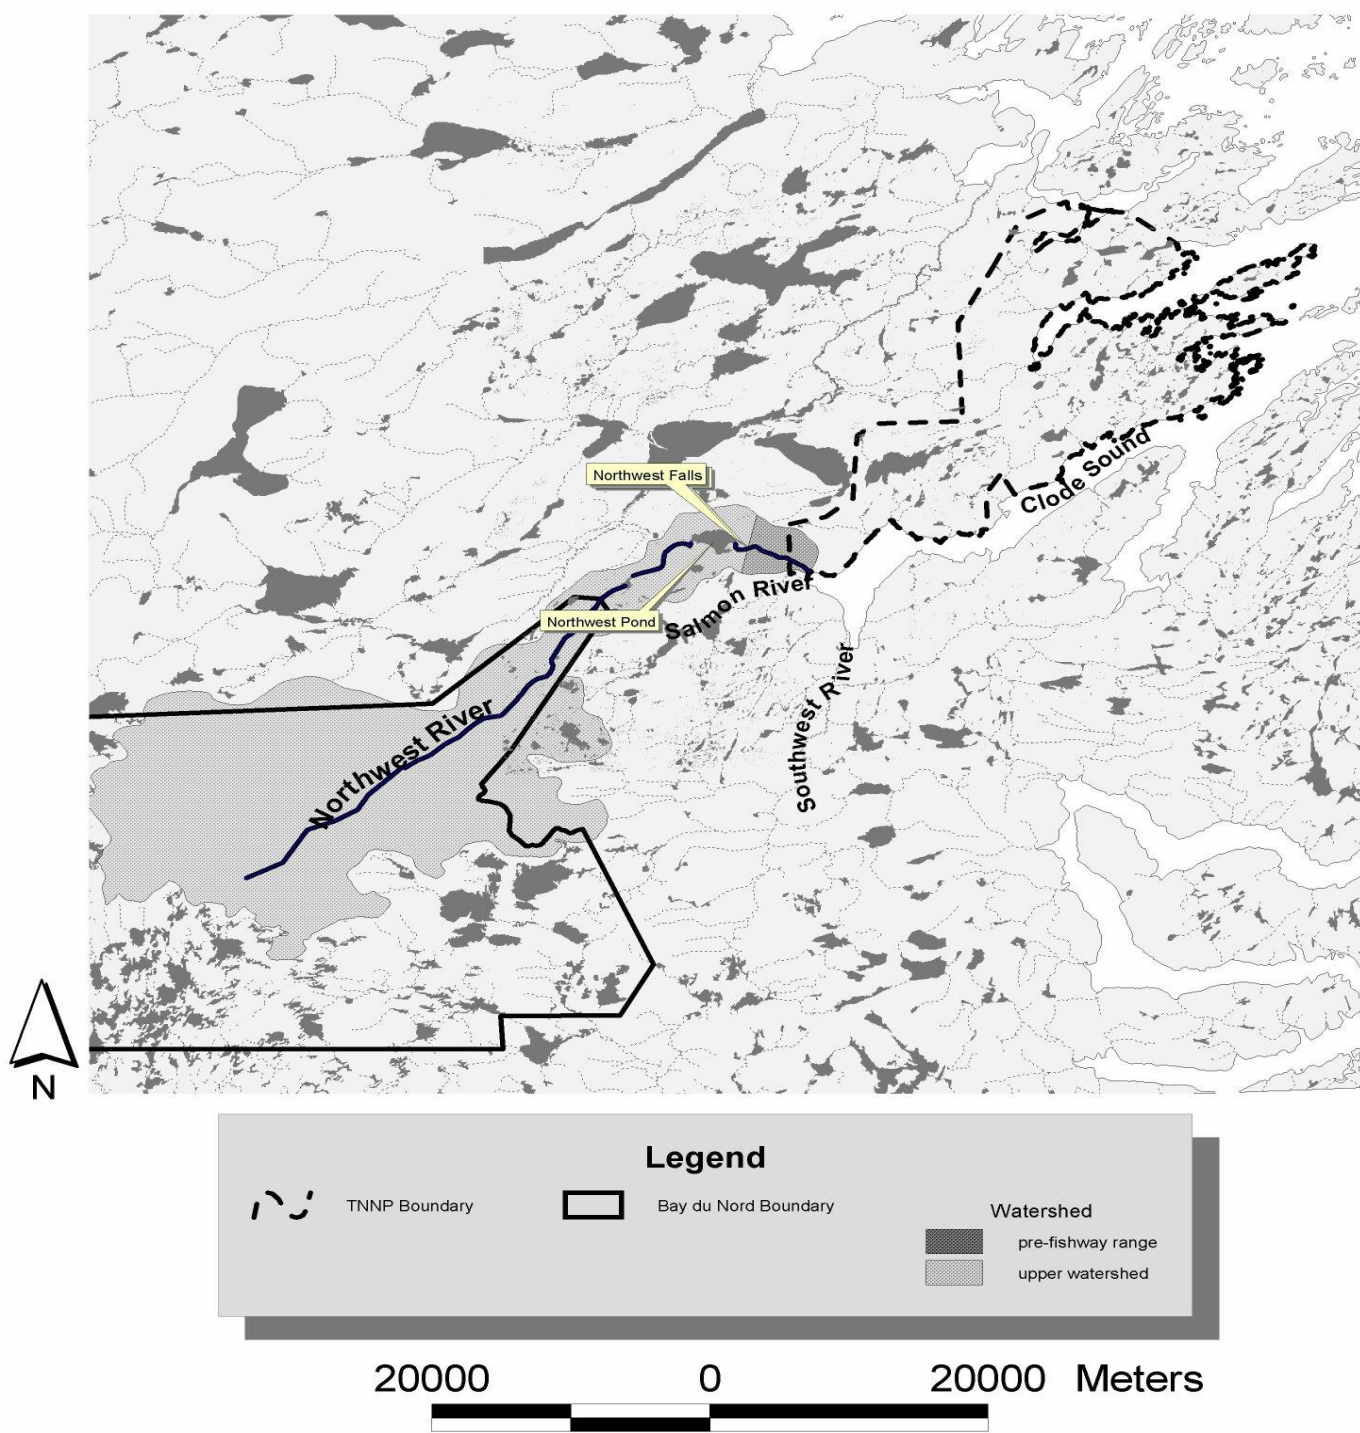 Northwest Falls
Clode Sound
Northwest Pond
Salmon River
Southwest River
Northwest River
N
Legend
TNNP Boundary
Bay du Nord Boundary
Watershed
pre-fishway range
upper watershed
20000 0 20000 Meters